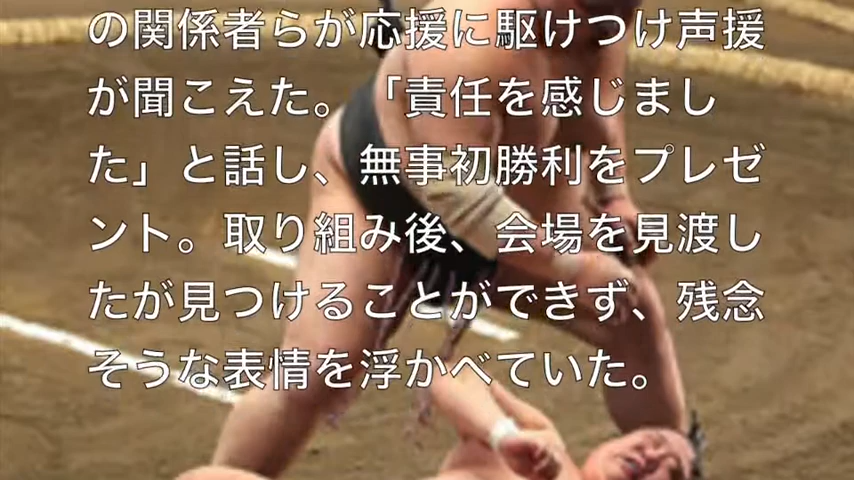 の関係者らが応援に駆けつけ声援
が聞こえた。「責任を感じまし
た」と話し、無事初勝利をプレゼ
ント。取り組み後、会場を見渡し
たが見つけることができず、残念
そうな表情を浮かべていた。